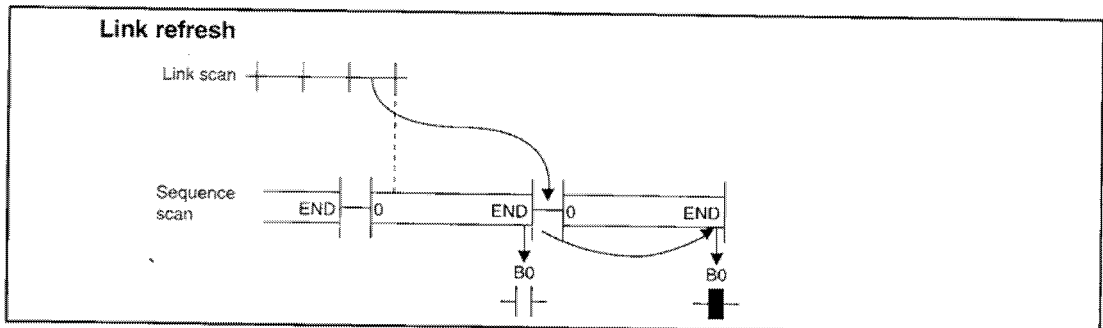 Link refresh
Link scan
Sequence
scan
END 0 END 0 END
B0 B0